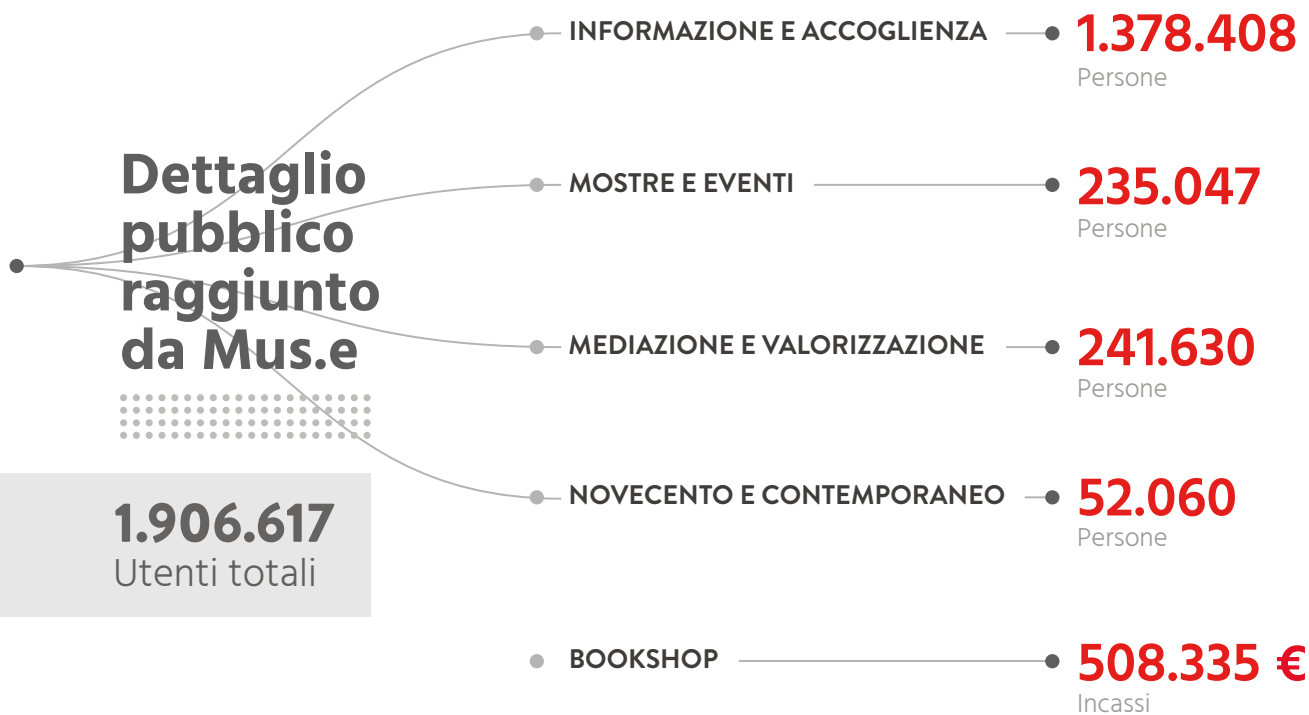 Dettaglio
pubblico
raggiunto
da Mus.e
1.906.617
Utenti totali
INFORMAZIONE E ACCOGLIENZA
1.378.408
Persone
MOSTRE E EVENTI
235.047
Persone
MEDIAZIONE E VALORIZZAZIONE
241.630
Persone
NOVECENTO E CONTEMPORANEO
52.060
Persone
BOOKSHOP
508.335 €
Incassi